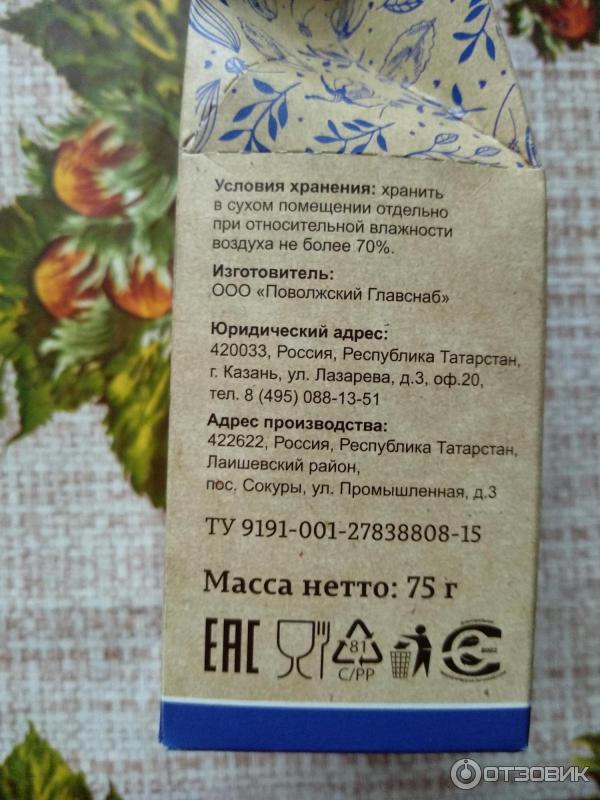 Условия хранения: хранить
в сухом помещении отдельно
при относительной влажности
воздуха не более 70%.
Изготовитель:
ООО «Поволжский Главснаб»
Юридический адрес:
420033, Россия, Республика Татарстан,
г. Казань, ул. Лазарева, д.3, оф.20,
тел. 8 (495) 088-13-51
Адрес производства:
422622, Россия, Республика Татарстан,
Лаишевский район,
пос. Сокуры, ул. Промышленная, д.3
ТУ 9191-001-27838808-15
Масса нетто: 75 г
ЕАС
81
C/PP
ОТЗОВИК